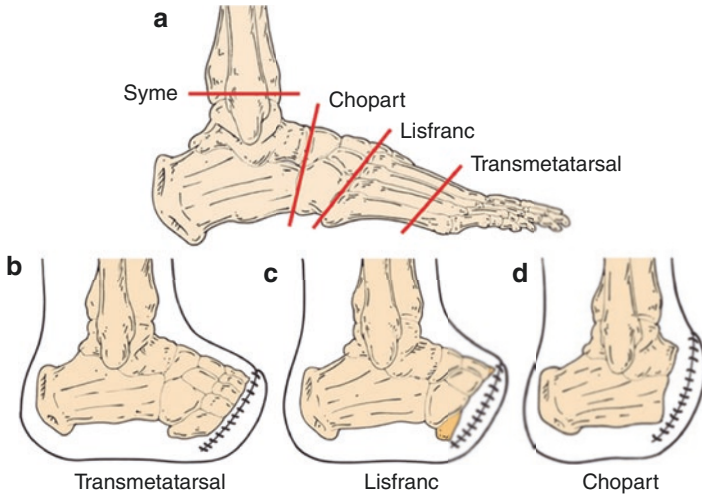 a
Syme
Chopart
Lisfranc
Transmetatarsal
b
c
d
Transmetatarsal
Lisfranc
Chopart